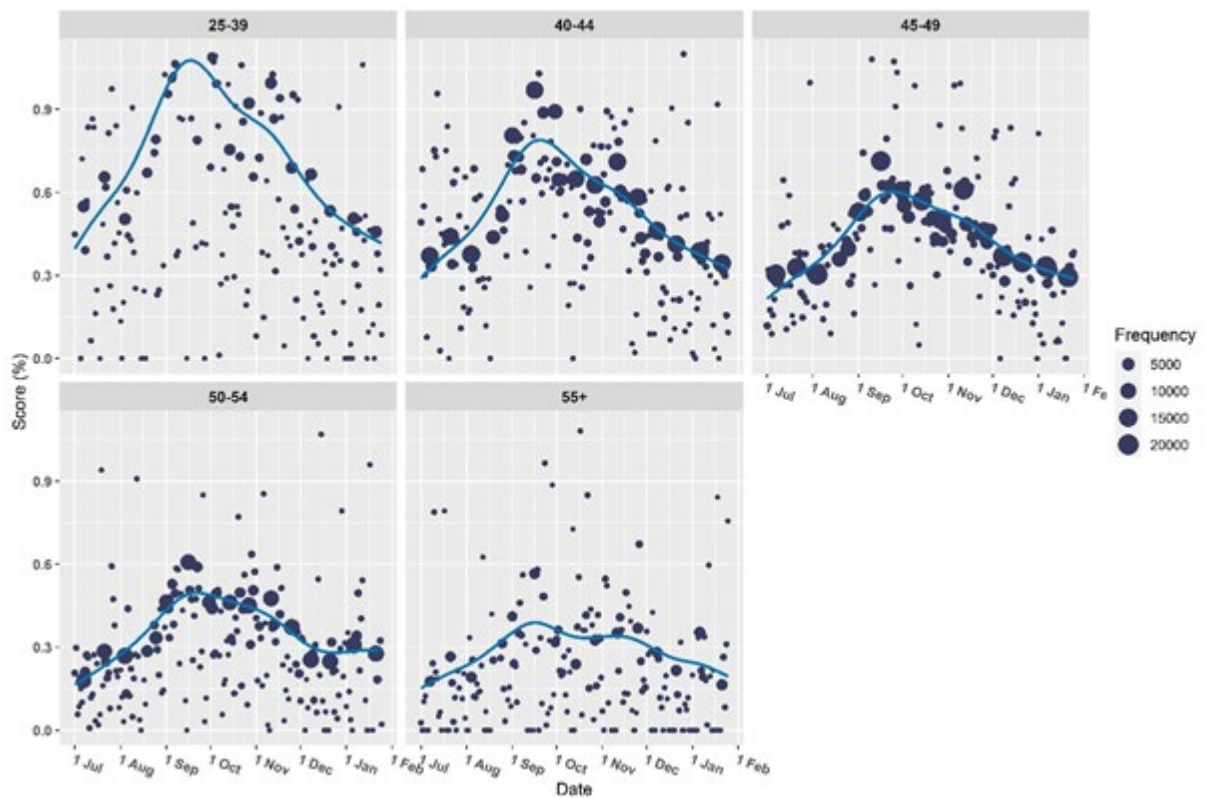 25-39 40-44 45-49
0.9
0.6
0.3
0.0
Score (%)
1 Jul 1 Aug 1 Sep 1 Oct 1 Nov 1 Dec 1 Jan 1 Fe
Frequency
5000
10000
15000
20000
50-54 55+
0.9
0.6
0.3
0.0
1 Jul 1 Aug 1 Sep 1 Oct 1 Nov 1 Dec 1 Jan 1 Feb 1 Jul 1 Aug 1 Sep 1 Oct 1 Nov 1 Dec 1 Jan 1 Feb
Date